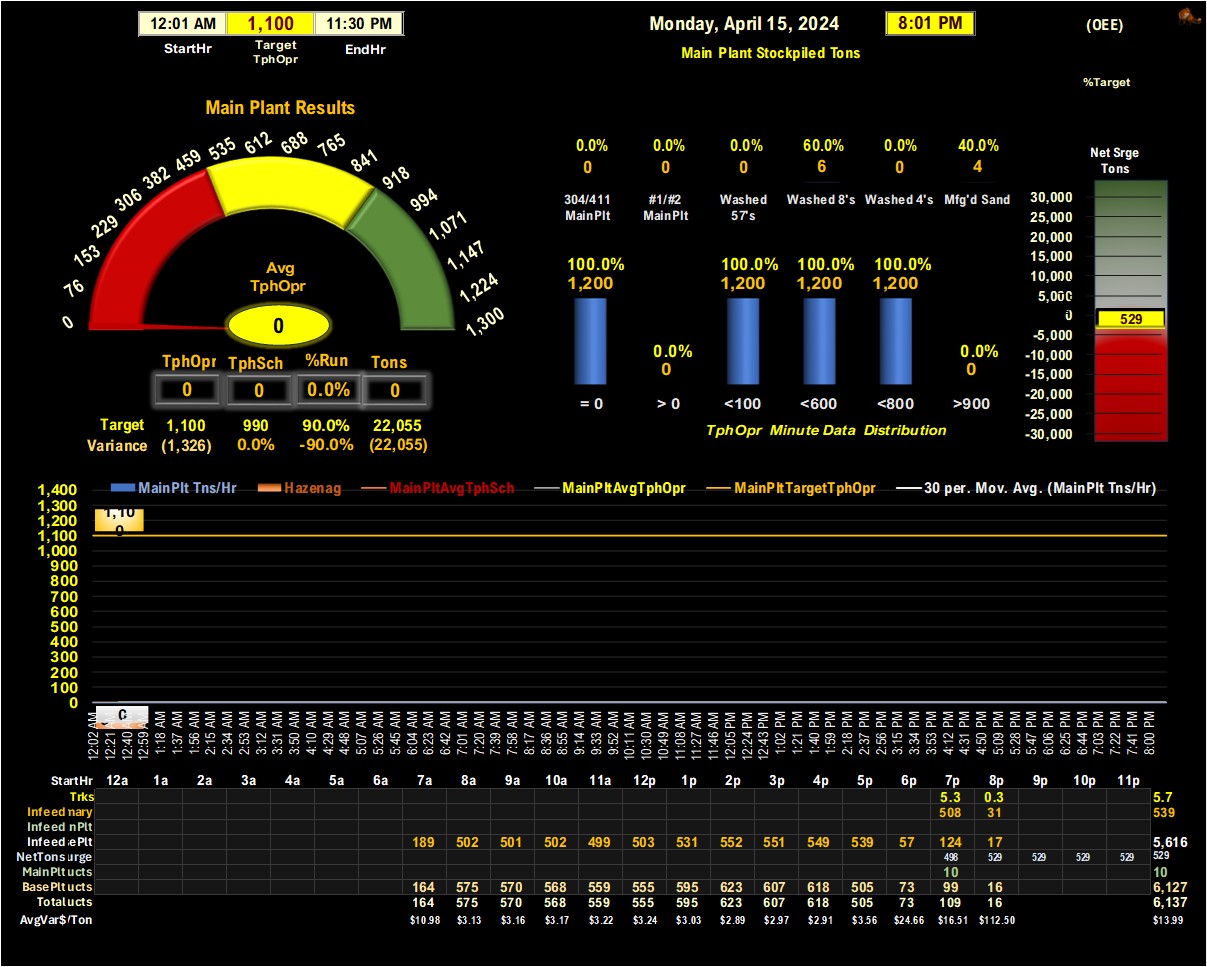 12:01 AM 1,100 11:30 PM
StartHr Target TphOpr EndHr
Monday, April 15, 2024 8:01 PM (OEE)
Main Plant Stockpiled Tons
%Target
Main Plant Results
0 76 153 229 306 382 459 535 612 688 765 841 918 994 1,071 1,147 1,224 1,300
Avg
TphOpr
0
TphOpr TphSch %Run Tons
0 0 0.0% 0
Target 1,100 990 90.0% 22,055
Variance (1,326) 0.0% -90.0% (22,055)
0.0% 0.0% 0.0% 60.0% 0.0% 40.0%
0 0 0 6 0 4
304/411 MainPlt #1/#2 MainPlt Washed 57's Washed 8's Washed 4's Mfg'd Sand
100.0% 100.0% 100.0% 100.0%
1,200 1,200 1,200 1,200
0.0% 0.0%
0 0
= 0 > 0 <100 <600 <800 >900
TphOpr Minute Data Distribution
Net Srge
Tons
30,000
25,000
20,000
15,000
10,000
5,000
0
529
-5,000
-10,000
-15,000
-20,000
-25,000
-30,000
MainPlt Tns/Hr Hazenag MainPltAvgTphSch MainPltAvgTphOpr MainPltTargetTphOpr 30 per. Mov. Avg. (MainPlt Tns/Hr)
1,400
1,300
1,10
0
1,200
1,100
1,000
900
800
700
600
500
400
300
200
100
0
0
12:02 AM 12:21 AM 12:40 AM 12:59 AM 1:18 AM 1:37 AM 1:56 AM 2:15 AM 2:34 AM 2:53 AM 3:12 AM 3:31 AM 3:50 AM 4:10 AM 4:29 AM 4:48 AM 5:07 AM 5:26 AM 5:45 AM 6:04 AM 6:23 AM 6:42 AM 7:01 AM 7:20 AM 7:39 AM 7:58 AM 8:17 AM 8:36 AM 8:55 AM 9:14 AM 9:33 AM 9:52 AM 10:11 AM 10:30 AM 10:49 AM 11:08 AM 11:27 AM 11:46 AM 12:05 PM 12:24 PM 12:43 PM 1:02 PM 1:21 PM 1:40 PM 1:59 PM 2:18 PM 2:37 PM 2:56 PM 3:15 PM 3:34 PM 3:53 PM 4:12 PM 4:31 PM 4:50 PM 5:09 PM 5:28 PM 5:47 PM 6:06 PM 6:25 PM 6:44 PM 7:03 PM 7:22 PM 7:41 PM 8:00 PM
StartHr 12a 1a 2a 3a 4a 5a 6a 7a 8a 9a 10a 11a 12p 1p 2p 3p 4p 5p 6p 7p 8p 9p 10p 11p
Trks 5.3 0.3 5.7
Infeed mary 508 31 539
Infeed nPlt
Infeed ePlt 189 502 501 502 499 503 531 552 551 549 539 57 124 17 5,616
NetTons urge 498 529 529 529 529 529
MainPlt ucts 10 10
BasePlt ucts 164 575 570 568 559 555 595 623 607 618 505 73 99 16 6,127
Total ucts 164 575 570 568 559 555 595 623 607 618 505 73 109 16 6,137
AvgVar$/Ton $10.98 $3.13 $3.16 $3.17 $3.22 $3.24 $3.03 $2.89 $2.97 $2.91 $3.56 $24.66 $16.51 $112.50 $13.99